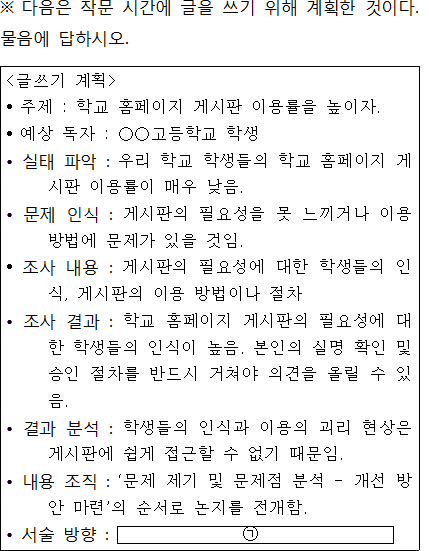 ※ 다음은 작문 시간에 글을 쓰기 위해 계획한 것이다.
물음에 답하시오.
<글쓰기 계획>
• 주제 : 학교 홈페이지 게시판 이용률을 높이자.
• 예상 독자 : ○○고등학교 학생
• 실태 파악 : 우리 학교 학생들의 학교 홈페이지 게
시판 이용률이 매우 낮음.
• 문제 인식 : 게시판의 필요성을 못 느끼거나 이용
방법에 문제가 있을 것임.
• 조사 내용 : 게시판의 필요성에 대한 학생들의 인
식, 게시판의 이용 방법이나 절차
• 조사 결과 : 학교 홈페이지 게시판의 필요성에 대
한 학생들의 인식이 높음. 본인의 실명 확인 및
승인 절차를 반드시 거쳐야 의견을 올릴 수 있
음.
• 결과 분석 : 학생들의 인식과 이용의 괴리 현상은
게시판에 쉽게 접근할 수 없기 때문임.
• 내용 조직 : ‘문제 제기 및 문제점 분석 - 개선 방
안 마련’의 순서로 논지를 전개함.
• 서술 방향 : ㉠